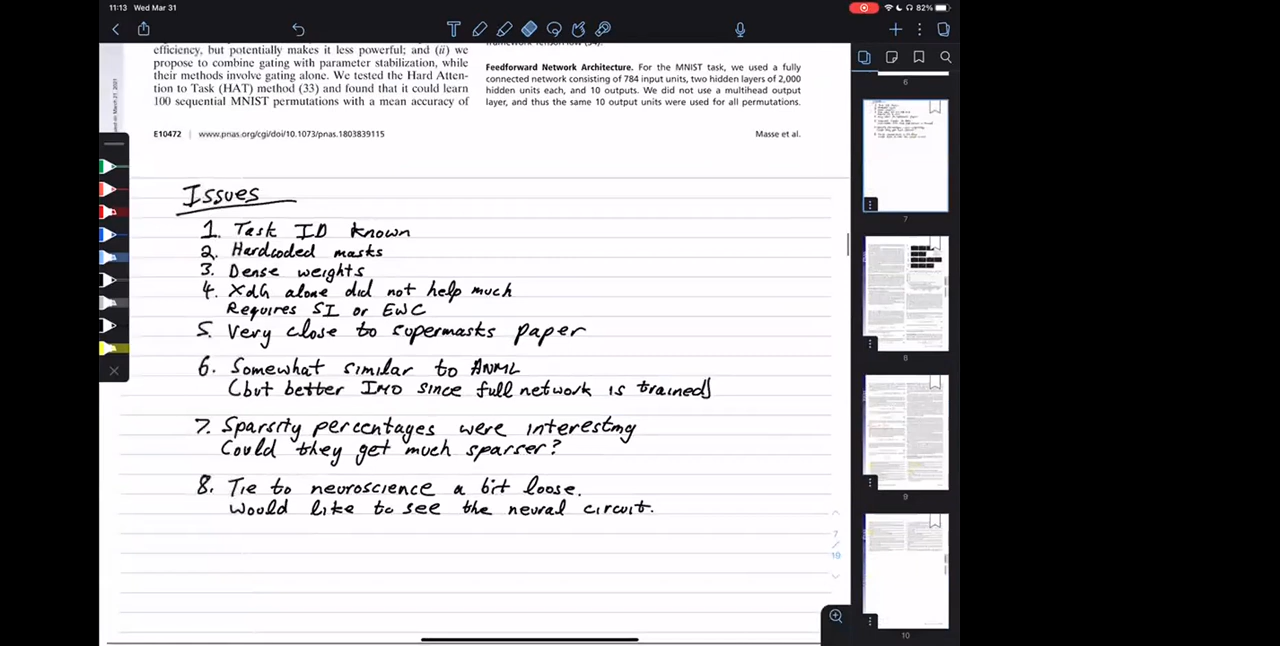 11:13 Wed Mar 31
82%
efficiency, but potentially makes it less powerful; and (ii) we
propose to combine gating with parameter stabilization, while
their methods involve gating alone. We tested the Hard Atten-
tion to Task (HAT) method (33) and found that it could learn
100 sequential MNIST permutations with a mean accuracy of
Feedforward Network Architecture. For the MNIST task, we used a fully
connected network consisting of 784 input units, two hidden layers of 2,000
hidden units each, and 10 outputs. We did not use a multihead output
layer, and thus the same 10 output units were used for all permutations.
E10472 www.pnas.org/cgi/doi/10.1073/pnas.1803839115
Masse et al.
Issues
1. Task ID known
2. Hardcoded masks
3. Dense weights
4. XdG alone did not help much
Requires SI or EWC
5 Very close to supermasks paper
6. Somewhat similar to ANML
(but better IMO since full network is trained)
7. Sparsity percentages were interesting
Could they get much sparser?
8. Tie to neuroscience a bit loose.
Would like to see the neural circuit.
7
/
19
6
7
8
9
10